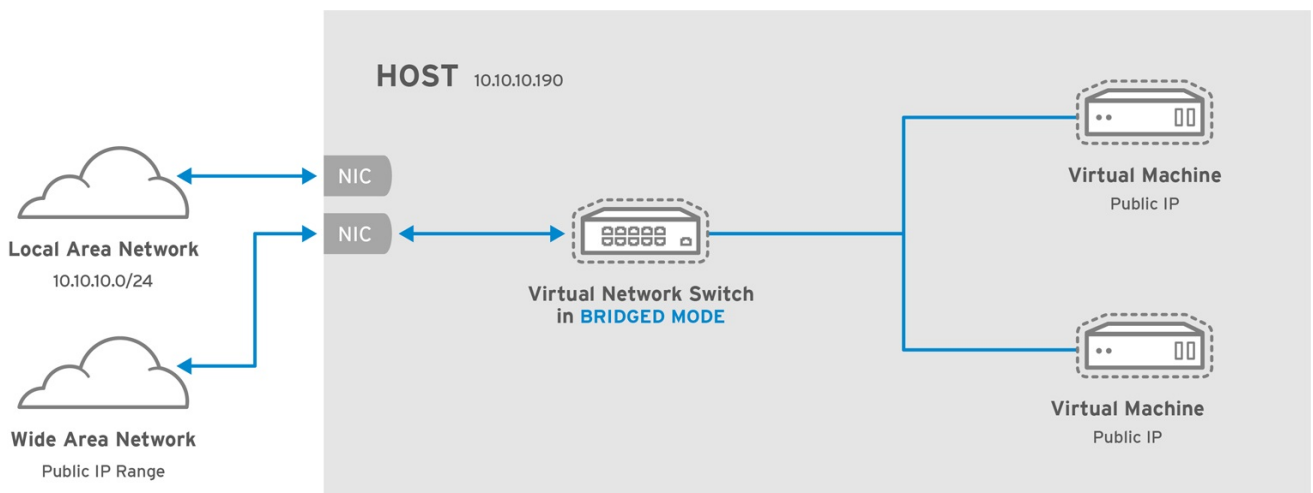 HOST 10.10.10.190
NIC
Local Area Network
10.10.10.0/24
NIC
Wide Area Network
Public IP Range
Virtual Network Switch
in BRIDGED MODE
Virtual Machine
Public IP
Virtual Machine
Public IP